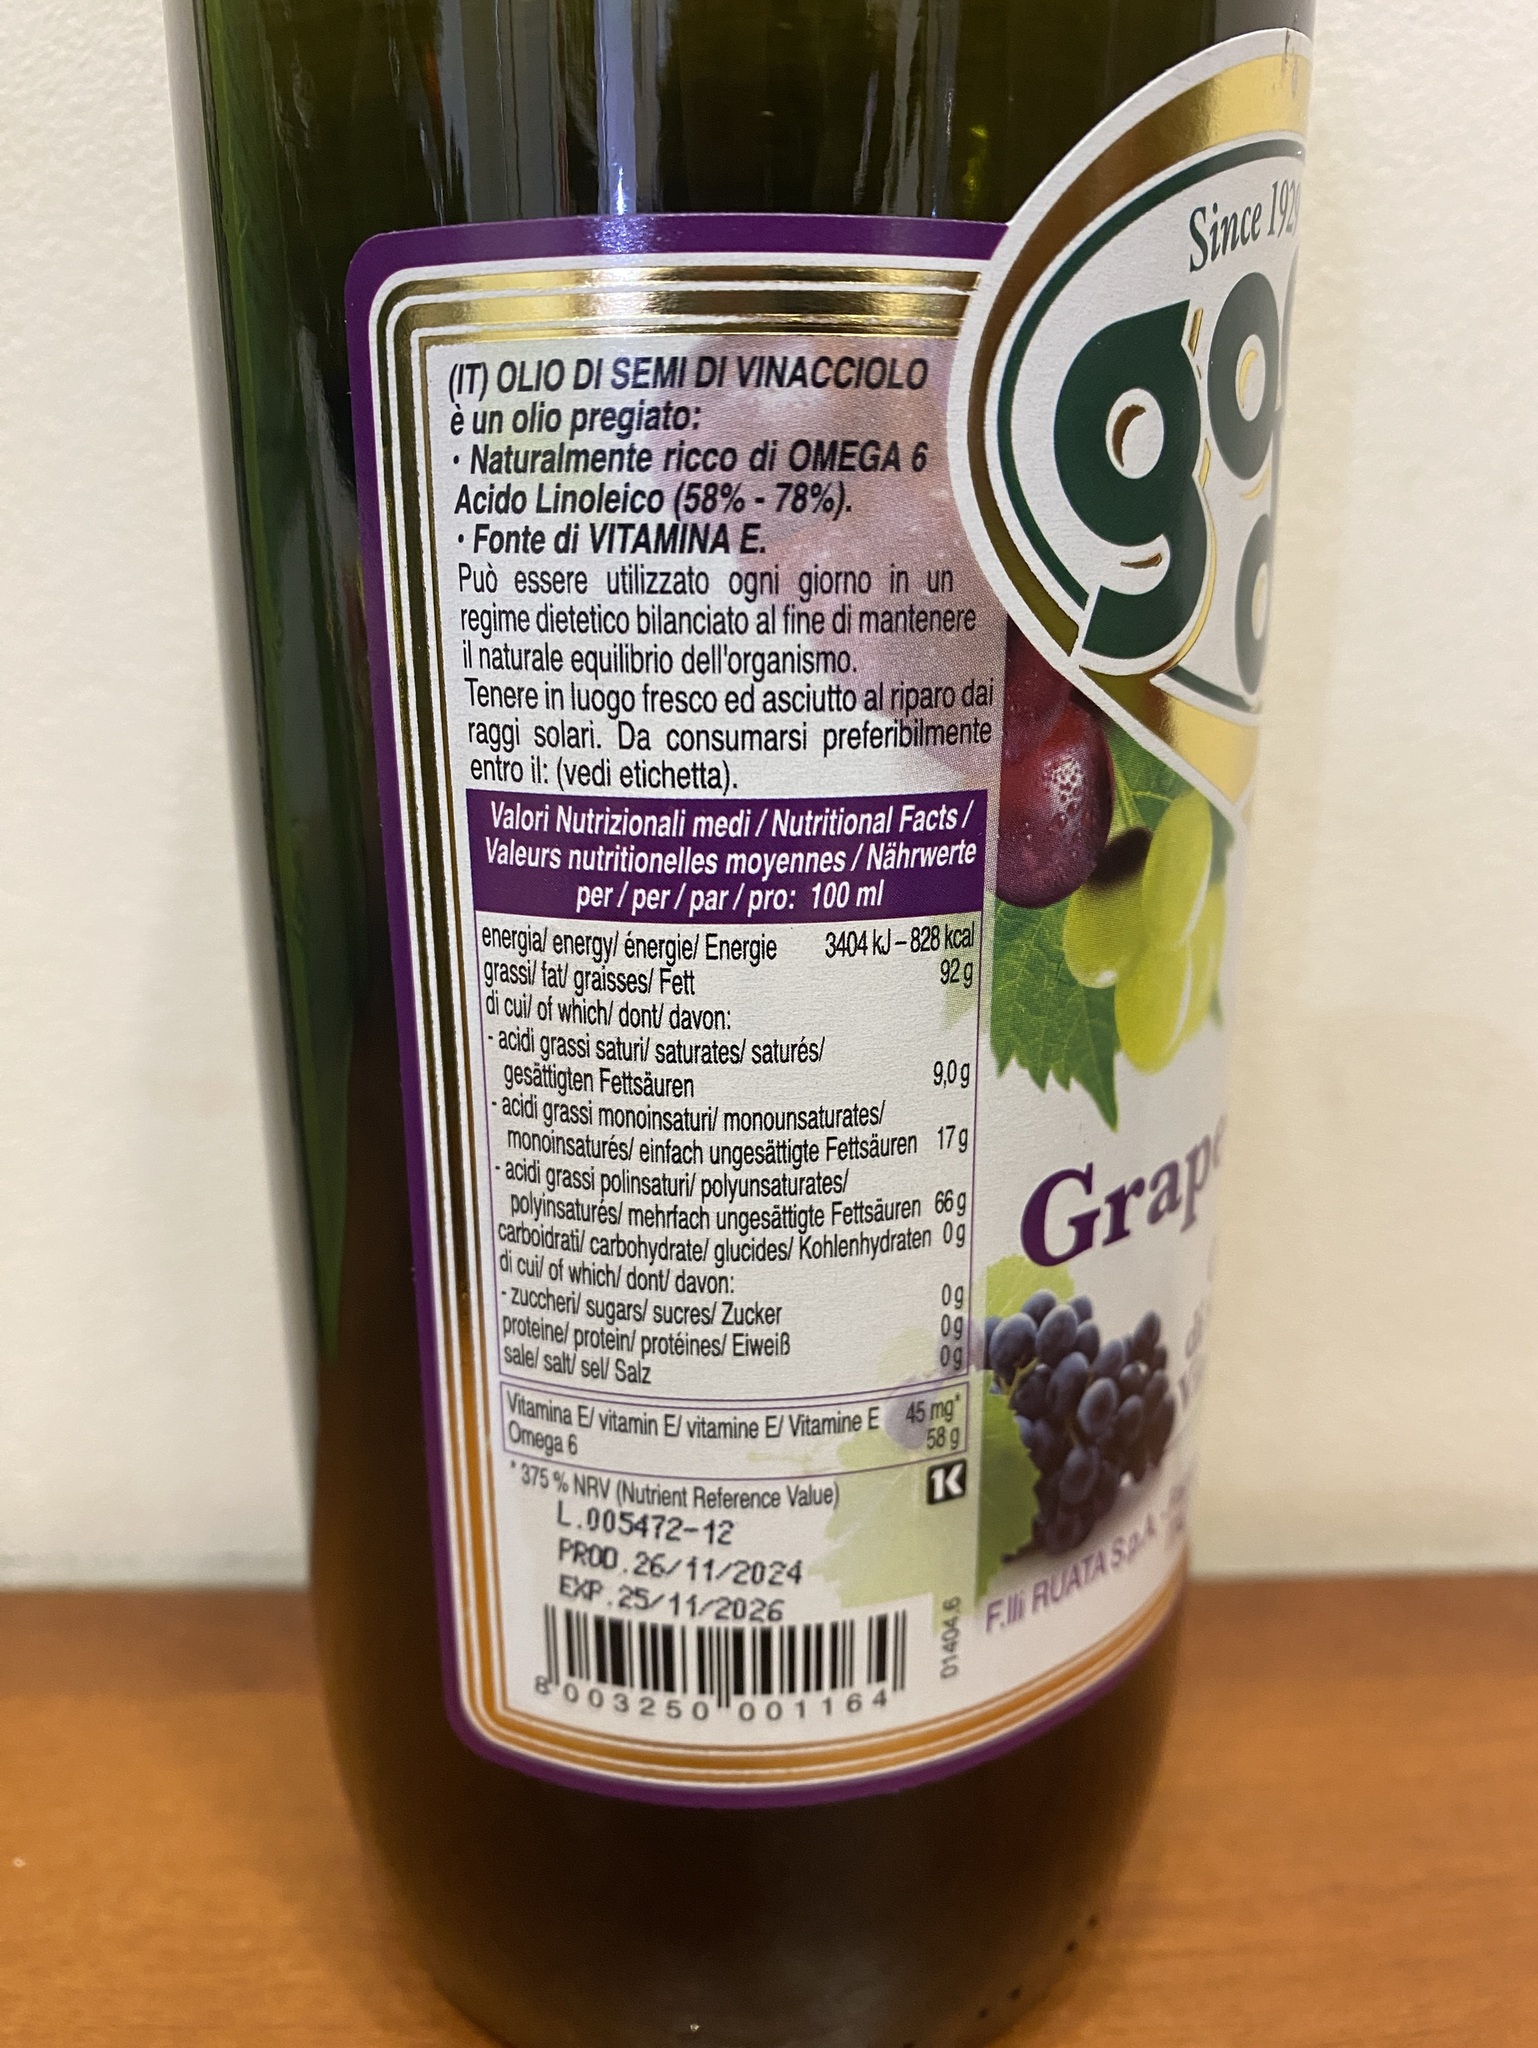 (IT) OLIO DI SEMI DI VINACCIOLO
è un olio pregiato:
• Naturalmente ricco di OMEGA 6
Acido Linoleico (58% - 78%).
• Fonte di VITAMINA E.
Può essere utilizzato ogni giorno in un
regime dietetico bilanciato al fine di mantenere
il naturale equilibrio dell'organismo.
Tenere in luogo fresco ed asciutto al riparo dai
raggi solari. Da consumarsi preferibilmente
entro il: (vedi etichetta).
Valori Nutrizionali medi / Nutritional Facts /
Valeurs nutritionelles moyennes / Nährwerte
per / per / par / pro: 100 ml
energia/ energy/ énergie/ Energie 3404 kJ – 828 kcal
grassi/ fat/ graisses/ Fett 92 g
di cui/ of which/ dont/ davon:
- acidi grassi saturi/ saturates/ saturés/
gesättigten Fettsäuren 9,0 g
- acidi grassi monoinsaturi/ monounsaturates/
monoinsaturés/ einfach ungesättigte Fettsäuren 17 g
- acidi grassi polinsaturi/ polyunsaturates/
polyinsaturés/ mehrfach ungesättigte Fettsäuren 66 g
carboidrati/ carbohydrate/ glucides/ Kohlenhydraten 0 g
di cui/ of which/ dont/ davon:
- zuccheri/ sugars/ sucres/ Zucker 0 g
proteine/ protein/ protéines/ Eiweiß 0 g
sale/ salt/ sel/ Salz 0 g
Vitamina E/ vitamin E/ vitamine E/ Vitamine E 45 mg*
Omega 6 58 g
* 375 % NRV (Nutrient Reference Value)
1K
L.005472-12
PROD.26/11/2024
EXP.25/11/2026
8 003250 001164
01404.6
Since 1929
Grape
F.lli RUATA S.p.A.